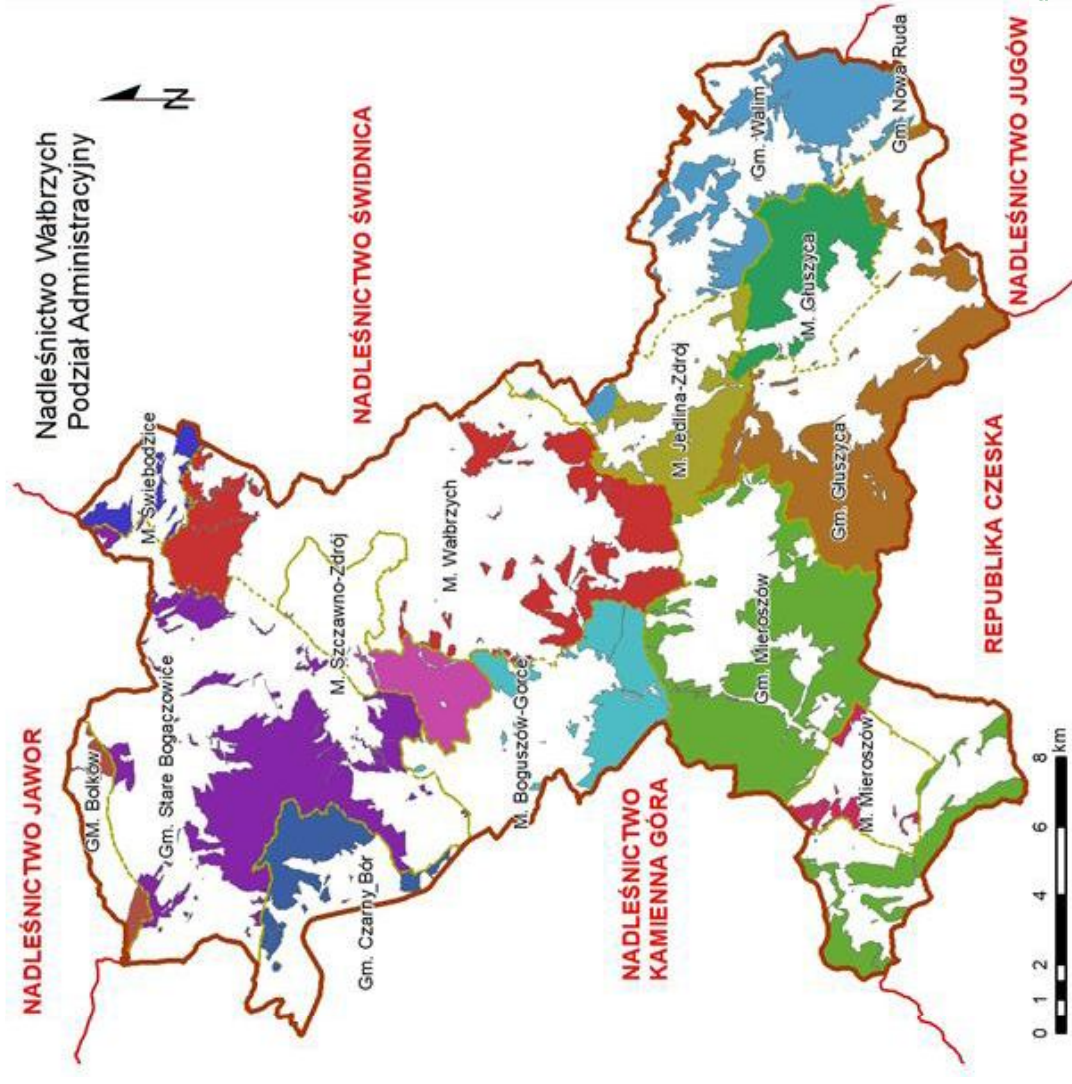 Nadleśnictwo Wałbrzych
Podział Administracyjny
N
NADLEŚNICTWO JAWOR
NADLEŚNICTWO ŚWIDNICA
GM. Bolków
Gm. Stare Bogaczowice
M. Świebodzice
Gm. Czarny_Bór
M. Szczawno-Zdrój
M. Wałbrzych
M. Boguszów-Gorce
M. Jedlina-Zdrój
Gm. Walim
Gm. Nowa Ruda
M. Głuszyca
Gm. Głuszyca
Gm. Mieroszów
M. Mieroszów
NADLEŚNICTWO
KAMIENNA GÓRA
REPUBLIKA CZESKA
NADLEŚNICTWO JUGÓW
0 1 2 4 6 8
km